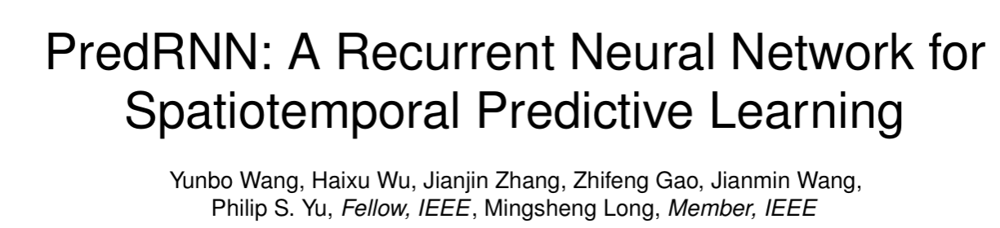 PredRNN: A Recurrent Neural Network for
Spatiotemporal Predictive Learning
Yunbo Wang, Haixu Wu, Jianjin Zhang, Zhifeng Gao, Jianmin Wang,
Philip S. Yu, Fellow, IEEE, Mingsheng Long, Member, IEEE